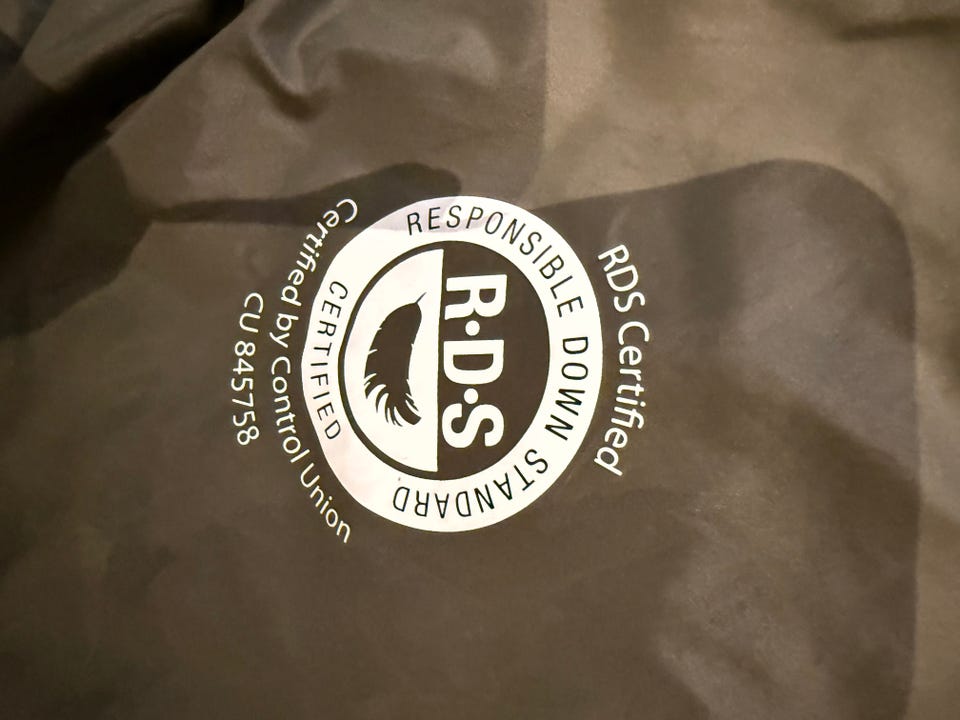 RDS Certified
RESPONSIBLE DOWN STANDARD
R·D·S
CERTIFIED
Certified by Control Union
CU 845758